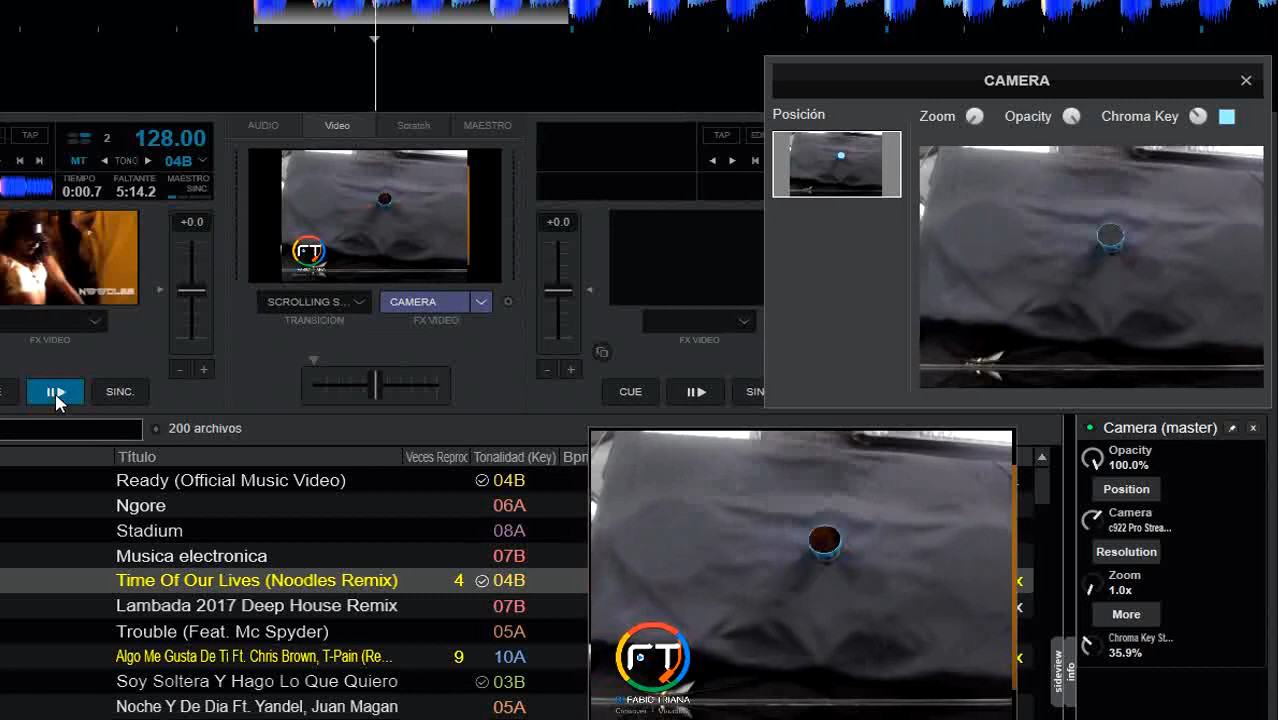 CAMERA
Posición
Zoom
Opacity
Chroma Key
TAP
2
128.00
MT
TONO
04B
TIEMPO
0:00.7
FALTANTE
5:14.2
MAESTRO
SINC
AUDIO
Video
Scratch
MAESTRO
TAP
+0.0
+0.0
NOODLES
SCROLLING S...
CAMERA
TRANSICION
FX VIDEO
FX VIDEO
FX VIDEO
SINC.
CUE
200 archivos
Título
Veces Reproc
Tonalidad (Key)
Bpm
Ready (Official Music Video) 04B
Ngore 06A
Stadium 08A
Musica electronica 07B
Time Of Our Lives (Noodles Remix) 4 04B
Lambada 2017 Deep House Remix 07B
Trouble (Feat. Mc Spyder) 05A
Algo Me Gusta De Ti Ft. Chris Brown, T-Pain (Re... 9 10A
Soy Soltera Y Hago Lo Que Quiero 03B
Noche Y De Dia Ft. Yandel, Juan Magan 05A
FT
DJ FABIO TRIANA
Camera (master)
Opacity
100.0%
Position
Camera
c922 Pro Strea...
Resolution
Zoom
1.0x
More
Chroma Key St...
35.9%
sideview
info